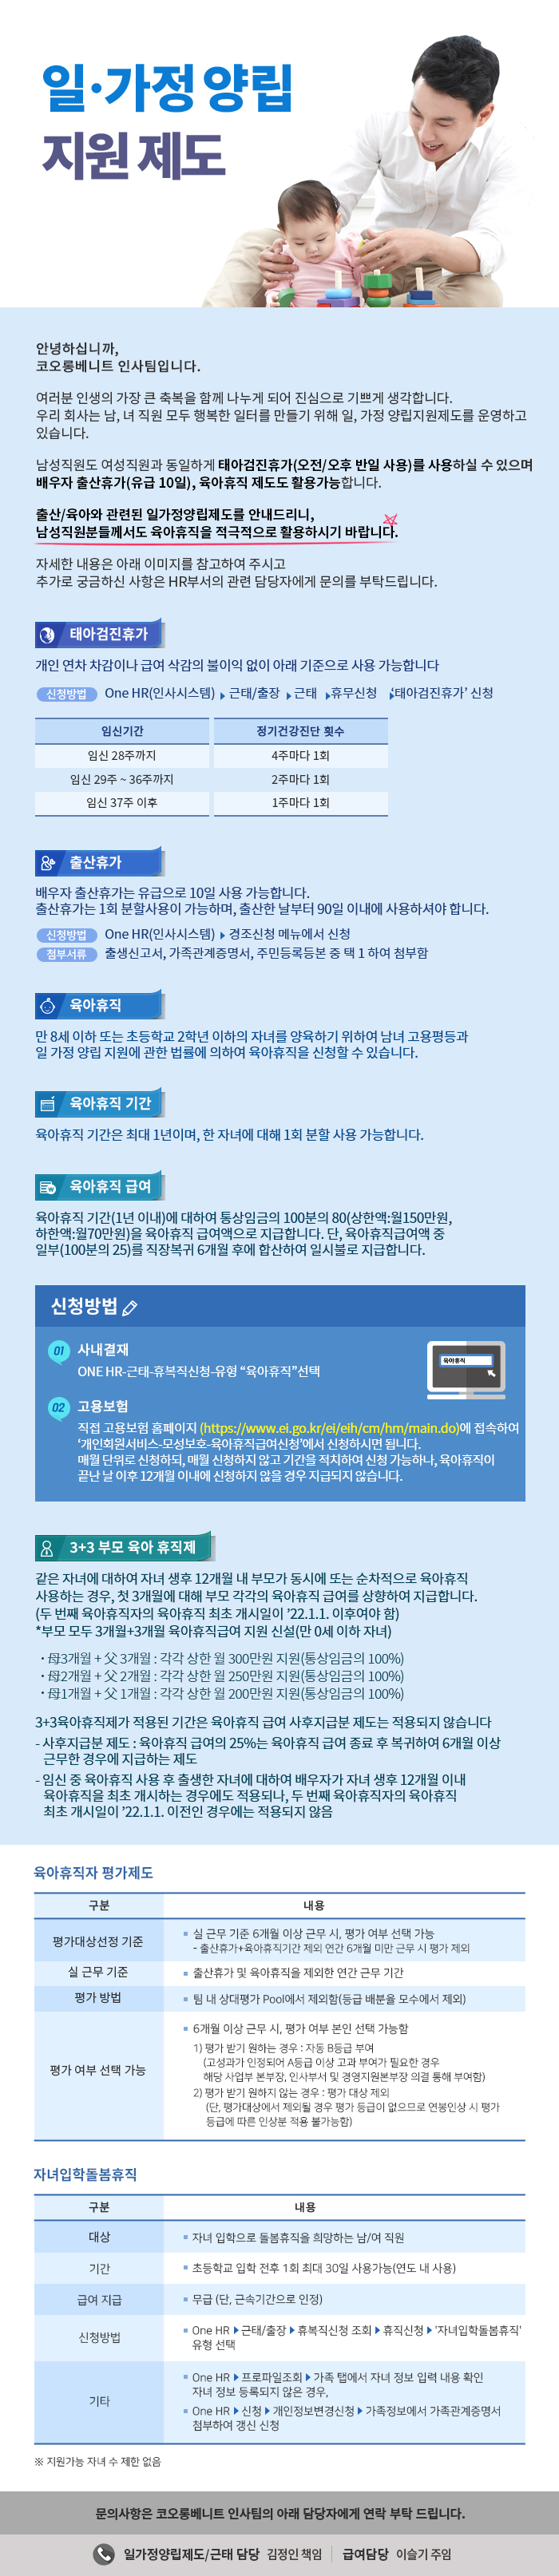 일·가정 양립
지원 제도
안녕하십니까,
코오롱베니트 인사팀입니다.
여러분 인생의 가장 큰 축복을 함께 나누게 되어 진심으로 기쁘게 생각합니다.
우리 회사는 남, 녀 직원 모두 행복한 일터를 만들기 위해 일, 가정 양립지원제도를 운영하고
있습니다.
남성직원도 여성직원과 동일하게 태아검진휴가(오전/오후 반일 사용)를 사용하실 수 있으며
배우자 출산휴가(유급 10일), 육아휴직 제도도 활용가능합니다.
출산/육아와 관련된 일가정양립제도를 안내드리니,
남성직원분들께서도 육아휴직을 적극적으로 활용하시기 바랍니다.
자세한 내용은 아래 이미지를 참고하여 주시고
추가로 궁금하신 사항은 HR부서의 관련 담당자에게 문의를 부탁드립니다.
태아검진휴가
개인 연차 차감이나 급여 삭감의 불이익 없이 아래 기준으로 사용 가능합니다
신청방법 One HR(인사시스템) ▶ 근태/출장 ▶ 근태 ▶ 휴무신청 ▶ '태아검진휴가' 신청
임신기간 정기건강진단 횟수
임신 28주까지 4주마다 1회
임신 29주 ~ 36주까지 2주마다 1회
임신 37주 이후 1주마다 1회
출산휴가
배우자 출산휴가는 유급으로 10일 사용 가능합니다.
출산휴가는 1회 분할사용이 가능하며, 출산한 날부터 90일 이내에 사용하셔야 합니다.
신청방법 One HR(인사시스템) ▶ 경조신청 메뉴에서 신청
첨부서류 출생신고서, 가족관계증명서, 주민등록등본 중 택 1 하여 첨부함
육아휴직
만 8세 이하 또는 초등학교 2학년 이하의 자녀를 양육하기 위하여 남녀 고용평등과
일 가정 양립 지원에 관한 법률에 의하여 육아휴직을 신청할 수 있습니다.
육아휴직 기간
육아휴직 기간은 최대 1년이며, 한 자녀에 대해 1회 분할 사용 가능합니다.
육아휴직 급여
육아휴직 기간(1년 이내)에 대하여 통상임금의 100분의 80(상한액:월150만원,
하한액:월70만원)을 육아휴직 급여액으로 지급합니다. 단, 육아휴직급여액 중
일부(100분의 25)를 직장복귀 6개월 후에 합산하여 일시불로 지급합니다.
신청방법
01 사내결재
ONE HR-근태-휴복직신청-유형 “육아휴직”선택
육아휴직
02 고용보험
직접 고용보험 홈페이지 (https://www.ei.go.kr/ei/eih/cm/hm/main.do)에 접속하여
‘개인회원서비스-모성보호-육아휴직급여신청’에서 신청하시면 됩니다.
매월 단위로 신청하되, 매월 신청하지 않고 기간을 적치하여 신청 가능하나, 육아휴직이
끝난 날 이후 12개월 이내에 신청하지 않을 경우 지급되지 않습니다.
3+3 부모 육아 휴직제
같은 자녀에 대하여 자녀 생후 12개월 내 부모가 동시에 또는 순차적으로 육아휴직
사용하는 경우, 첫 3개월에 대해 부모 각각의 육아휴직 급여를 상향하여 지급합니다.
(두 번째 육아휴직자의 육아휴직 최초 개시일이 ’22.1.1. 이후여야 함)
*부모 모두 3개월+3개월 육아휴직급여 지원 신설(만 0세 이하 자녀)
· 母3개월 + 父 3개월 : 각각 상한 월 300만원 지원(통상임금의 100%)
· 母2개월 + 父 2개월 : 각각 상한 월 250만원 지원(통상임금의 100%)
· 母1개월 + 父 1개월 : 각각 상한 월 200만원 지원(통상임금의 100%)
3+3육아휴직제가 적용된 기간은 육아휴직 급여 사후지급분 제도는 적용되지 않습니다
- 사후지급분 제도 : 육아휴직 급여의 25%는 육아휴직 급여 종료 후 복귀하여 6개월 이상
근무한 경우에 지급하는 제도
- 임신 중 육아휴직 사용 후 출생한 자녀에 대하여 배우자가 자녀 생후 12개월 이내
육아휴직을 최초 개시하는 경우에도 적용되나, 두 번째 육아휴직자의 육아휴직
최초 개시일이 ’22.1.1. 이전인 경우에는 적용되지 않음
육아휴직자 평가제도
구분 내용
평가대상선정 기준
▪ 실 근무 기준 6개월 이상 근무 시, 평가 여부 선택 가능
- 출산휴가+육아휴직기간 제외 연간 6개월 미만 근무 시 평가 제외
실 근무 기준 ▪ 출산휴가 및 육아휴직을 제외한 연간 근무 기간
평가 방법 ▪ 팀 내 상대평가 Pool에서 제외함(등급 배분율 모수에서 제외)
평가 여부 선택 가능
▪ 6개월 이상 근무 시, 평가 여부 본인 선택 가능함
1) 평가 받기 원하는 경우 : 자동 B등급 부여
(고성과가 인정되어 A등급 이상 고과 부여가 필요한 경우
해당 사업부 본부장, 인사부서 및 경영지원본부장 의결 통해 부여함)
2) 평가 받기 원하지 않는 경우 : 평가 대상 제외
(단, 평가대상에서 제외될 경우 평가 등급이 없으므로 연봉인상 시 평가
등급에 따른 인상분 적용 불가능함)
자녀입학돌봄휴직
구분 내용
대상 ▪ 자녀 입학으로 돌봄휴직을 희망하는 남/여 직원
기간 ▪ 초등학교 입학 전후 1회 최대 30일 사용가능(연도 내 사용)
급여 지급 ▪ 무급 (단, 근속기간으로 인정)
신청방법
▪ One HR ▶ 근태/출장 ▶ 휴복직신청 조회 ▶ 휴직신청 ▶ '자녀입학돌봄휴직'
유형 선택
기타
▪ One HR ▶ 프로파일조회 ▶ 가족 탭에서 자녀 정보 입력 내용 확인
자녀 정보 등록되지 않은 경우,
▪ One HR ▶ 신청 ▶ 개인정보변경신청 ▶ 가족정보에서 가족관계증명서
첨부하여 갱신 신청
※ 지원가능 자녀 수 제한 없음
문의사항은 코오롱베니트 인사팀의 아래 담당자에게 연락 부탁 드립니다.
일가정양립제도/근태 담당 김정인 책임 급여담당 이슬기 주임